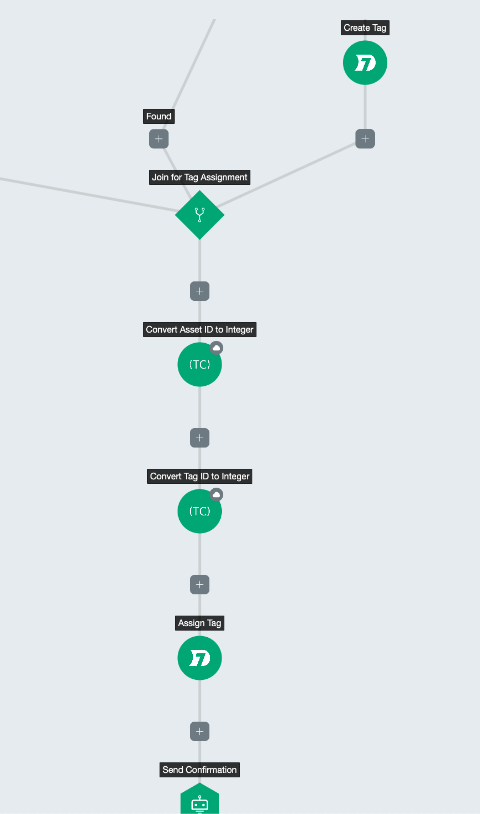 Create Tag
Found
Join for Tag Assignment
Convert Asset ID to Integer
(TC)
Convert Tag ID to Integer
(TC)
Assign Tag
Send Confirmation